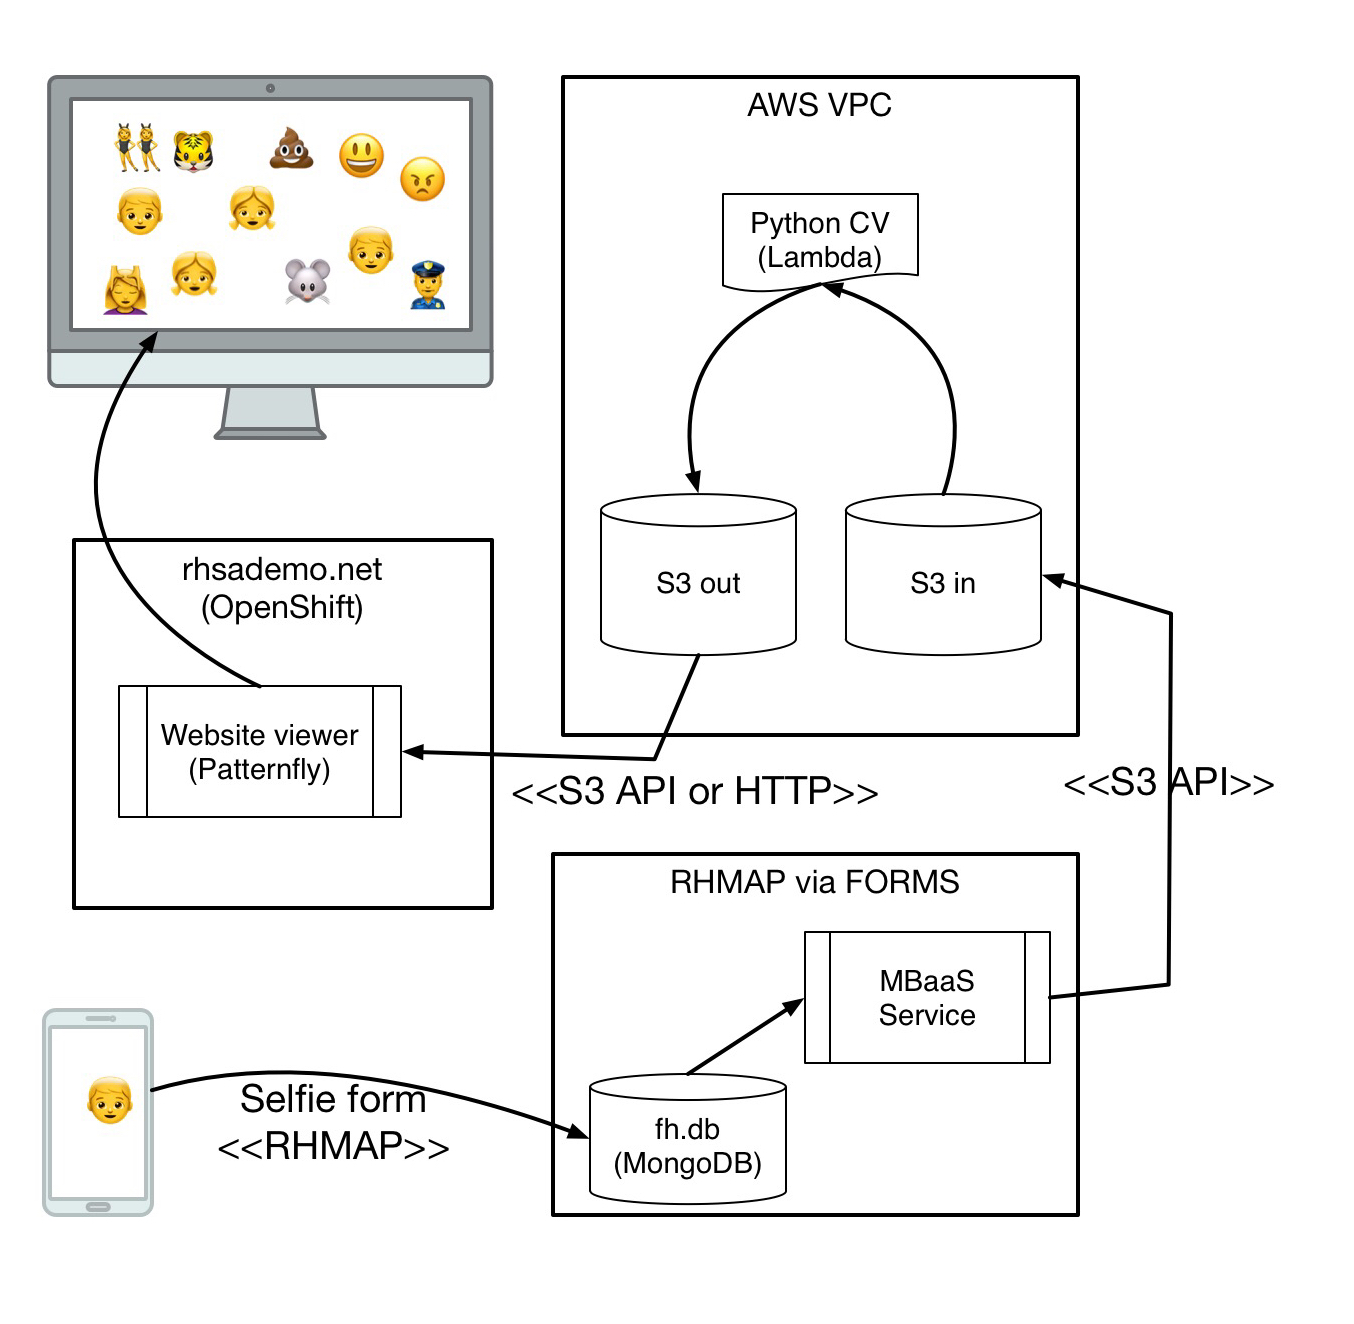 AWS VPC
Python CV
(Lambda)
S3 out
S3 in
rhsademo.net
(OpenShift)
Website viewer
(Patternfly)
<<S3 API or HTTP>>
<<S3 API>>
RHMAP via FORMS
MBaaS
Service
fh.db
(MongoDB)
Selfie form
<<RHMAP>>